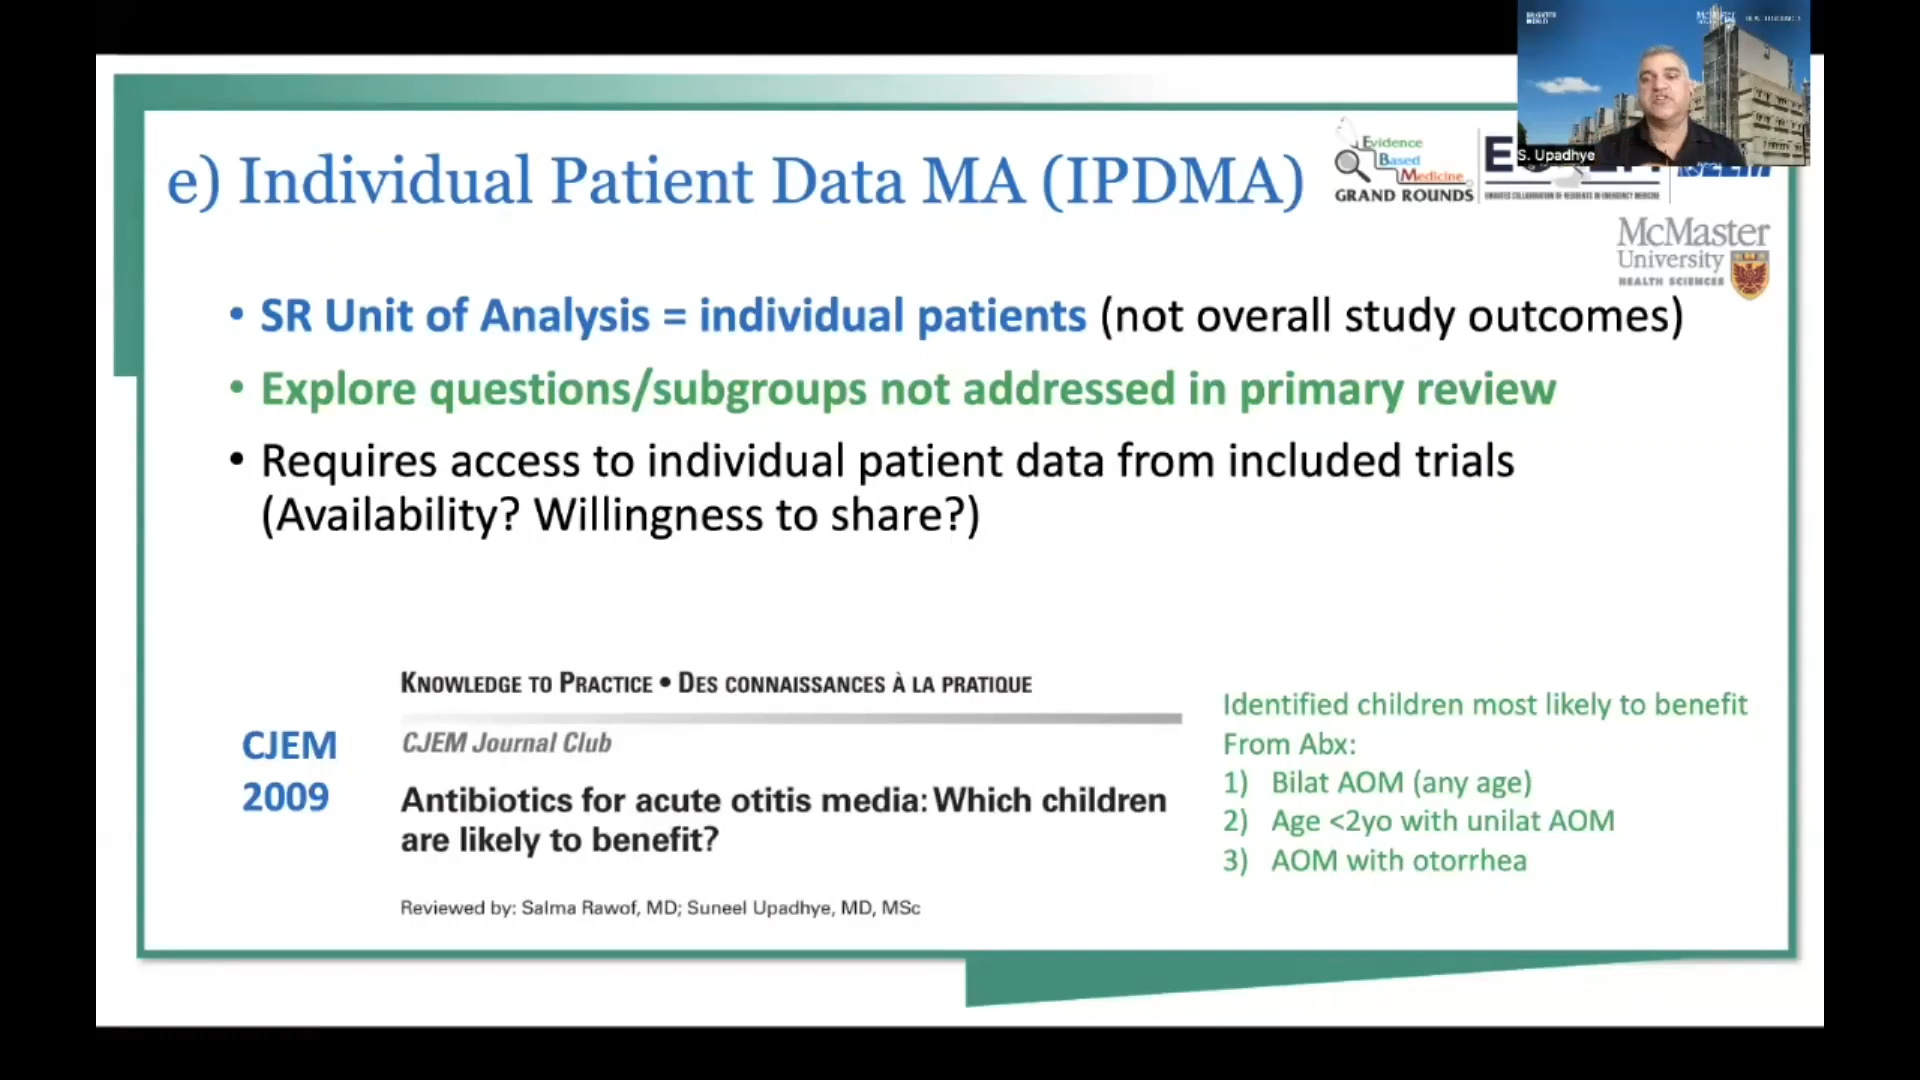 e) Individual Patient Data MA (IPDMA)
Evidence
Based
Medicine
GRAND ROUNDS
S. Upadhye
McMaster
University
HEALTH SCIENCES
• SR Unit of Analysis = individual patients (not overall study outcomes)
• Explore questions/subgroups not addressed in primary review
• Requires access to individual patient data from included trials
(Availability? Willingness to share?)
KNOWLEDGE TO PRACTICE • DES CONNAISSANCES À LA PRATIQUE
CJEM Journal Club
CJEM
2009
Antibiotics for acute otitis media: Which children
are likely to benefit?
Reviewed by: Salma Rawof, MD; Suneel Upadhye, MD, MSc
Identified children most likely to benefit
From Abx:
1) Bilat AOM (any age)
2) Age <2yo with unilat AOM
3) AOM with otorrhea